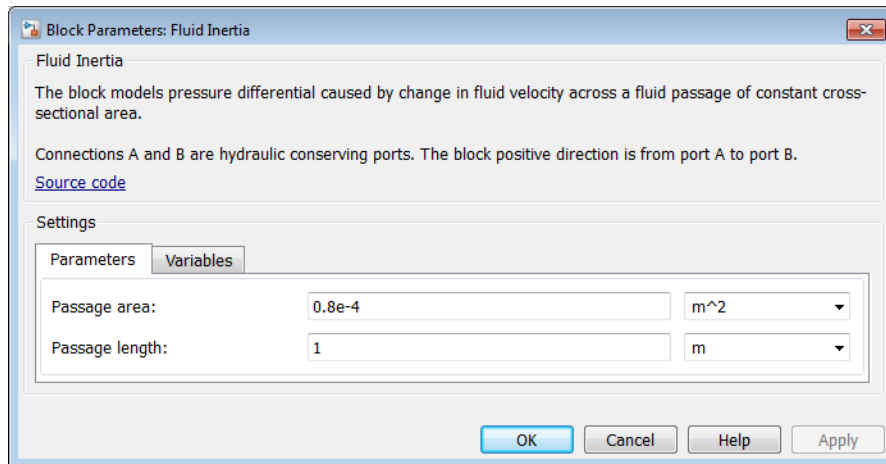 Block Parameters: Fluid Inertia
Fluid Inertia
The block models pressure differential caused by change in fluid velocity across a fluid passage of constant cross-
sectional area.
Connections A and B are hydraulic conserving ports. The block positive direction is from port A to port B.
Source code
Settings
Parameters Variables
Passage area: 0.8e-4 m^2
Passage length: 1 m
OK Cancel Help Apply